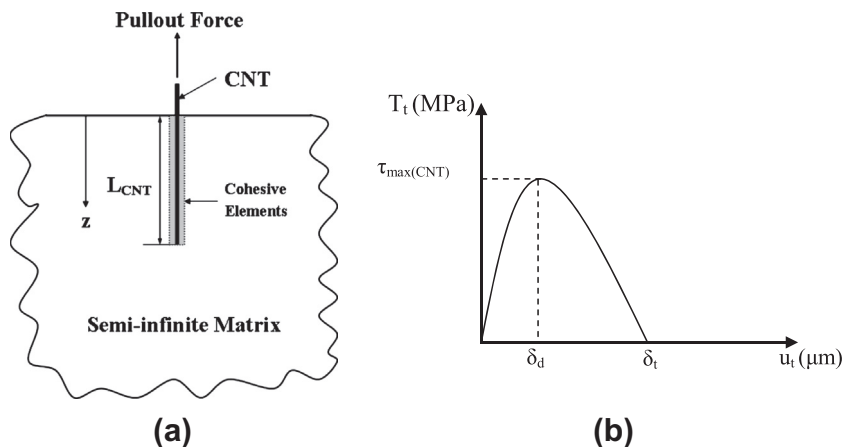 Pullout Force
CNT
L_CNT
Cohesive
Elements
z
Semi-infinite Matrix
(a)
T_t (MPa)
τ_max(CNT)
δ_d
δ_t
u_t (μm)
(b)